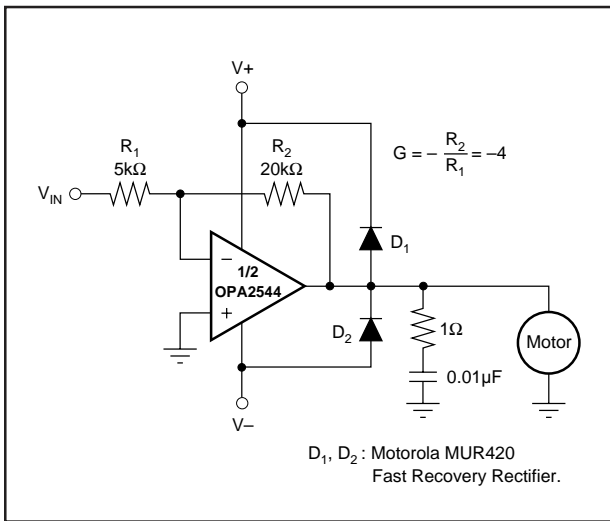 V+
R1
5kΩ
R2
20kΩ
G = – R2 / R1 = –4
VIN
D1
–
1/2
OPA2544
+
D2
1Ω
Motor
0.01µF
V–
D1, D2 : Motorola MUR420
Fast Recovery Rectifier.